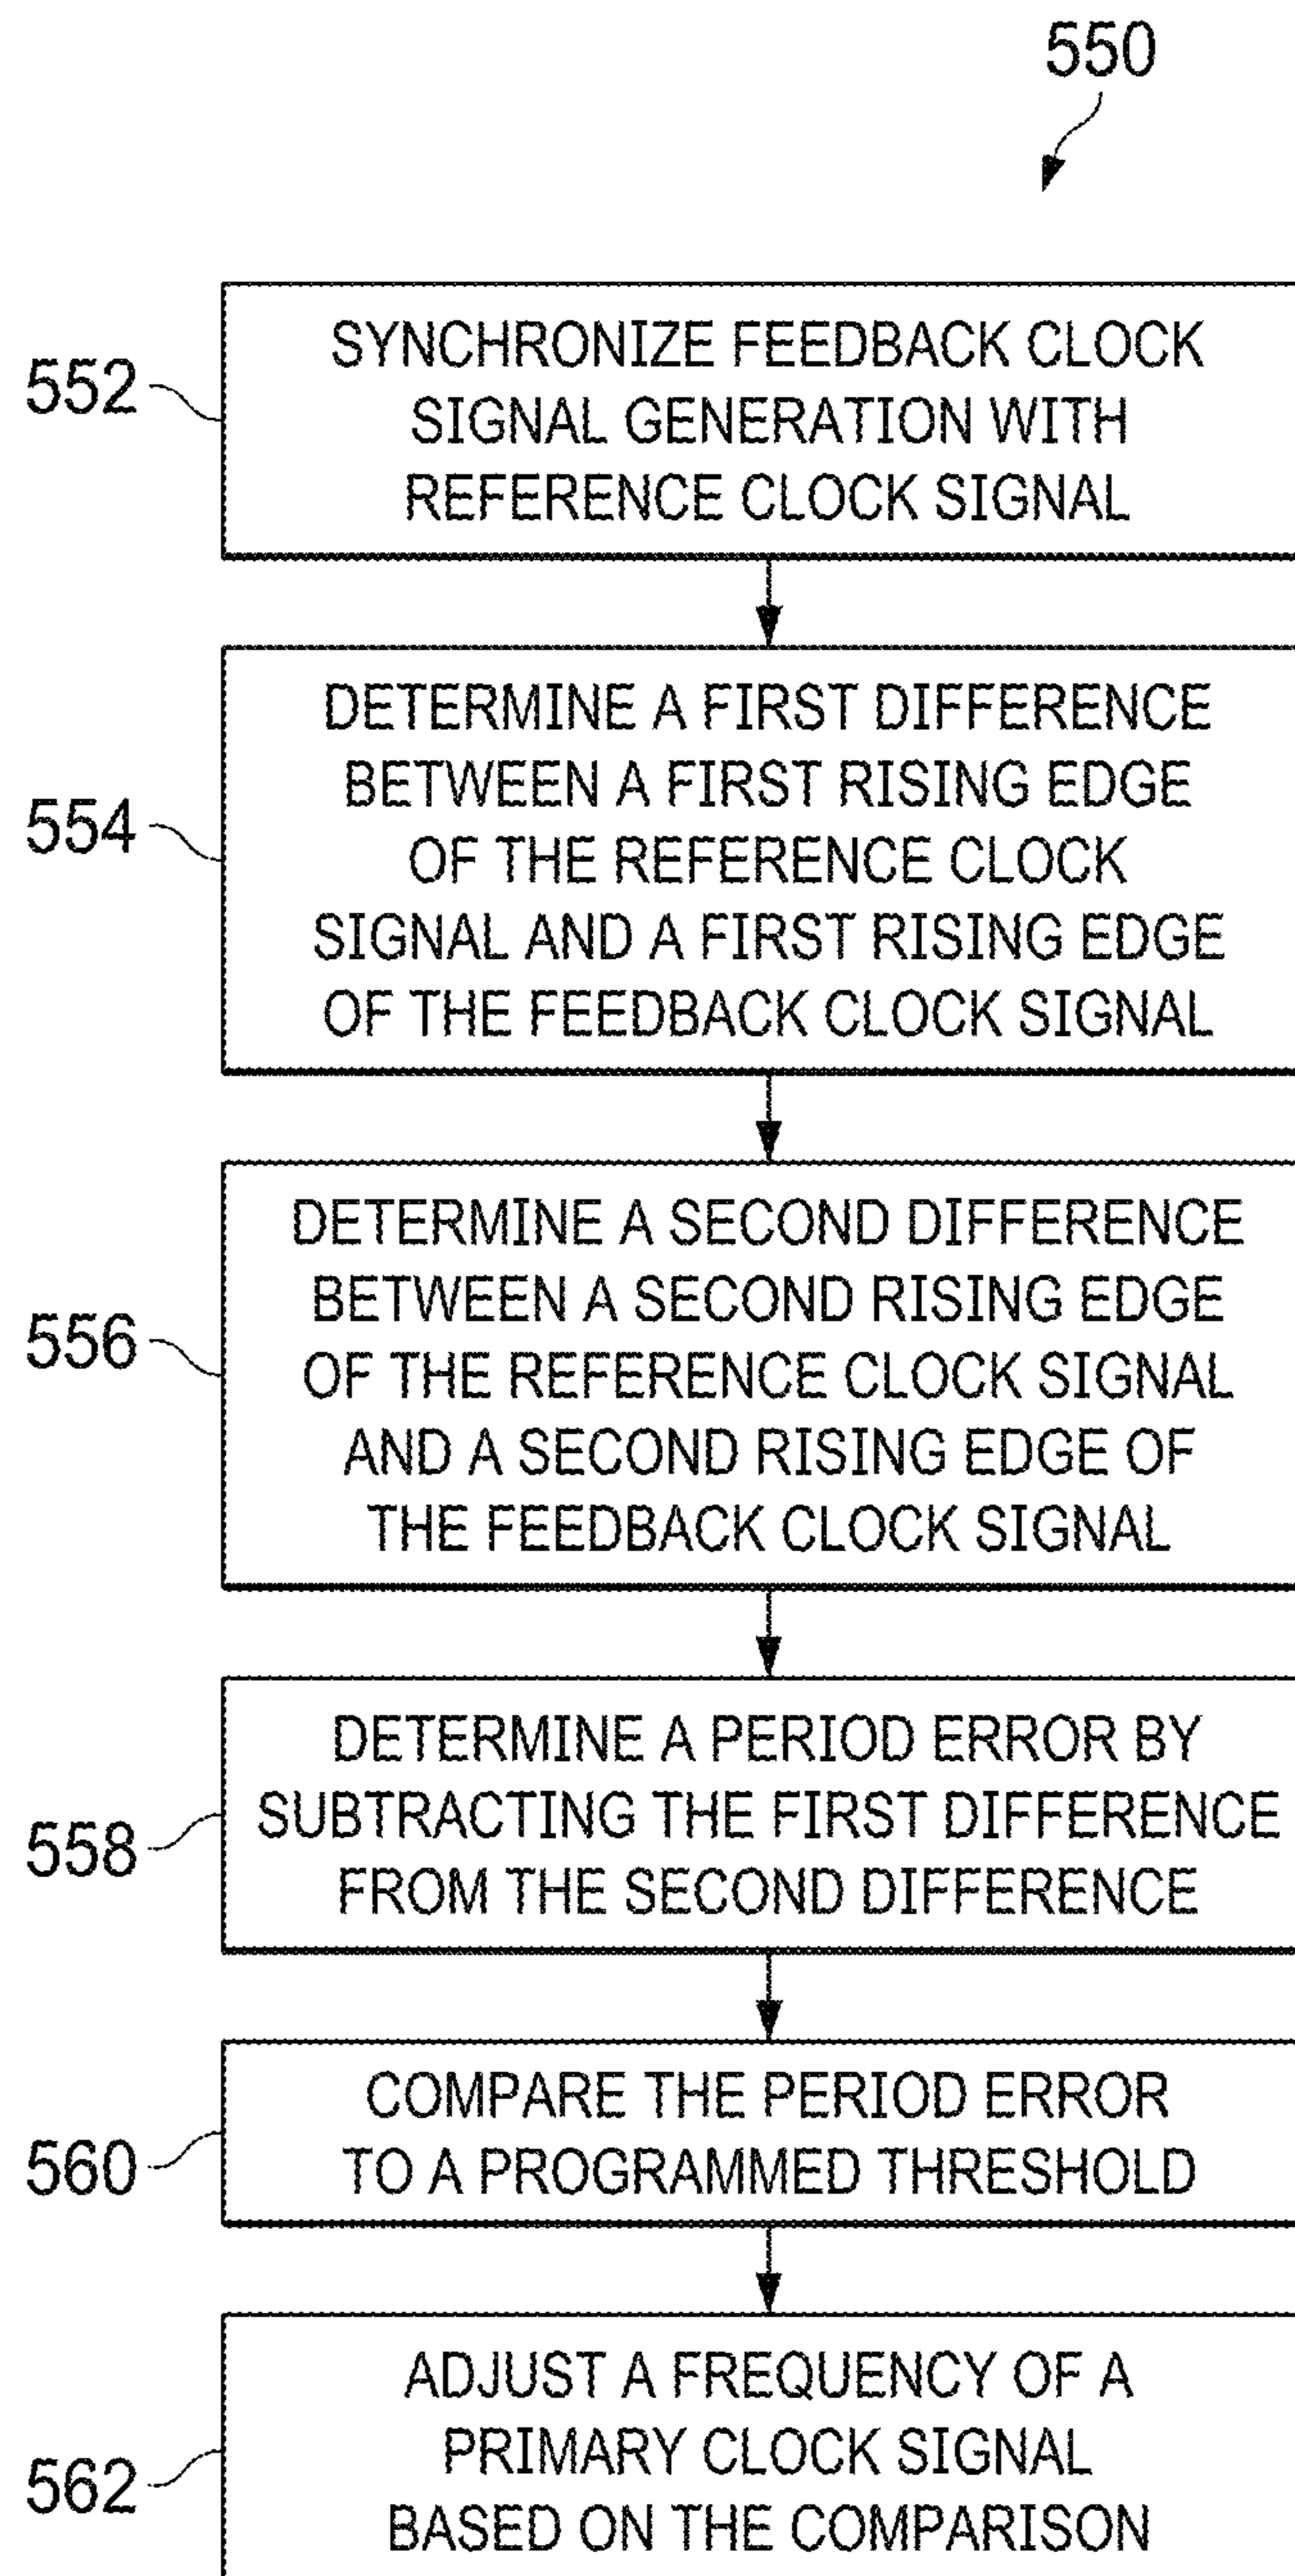 550
552
SYNCHRONIZE FEEDBACK CLOCK
SIGNAL GENERATION WITH
REFERENCE CLOCK SIGNAL
554
DETERMINE A FIRST DIFFERENCE
BETWEEN A FIRST RISING EDGE
OF THE REFERENCE CLOCK
SIGNAL AND A FIRST RISING EDGE
OF THE FEEDBACK CLOCK SIGNAL
556
DETERMINE A SECOND DIFFERENCE
BETWEEN A SECOND RISING EDGE
OF THE REFERENCE CLOCK SIGNAL
AND A SECOND RISING EDGE OF
THE FEEDBACK CLOCK SIGNAL
558
DETERMINE A PERIOD ERROR BY
SUBTRACTING THE FIRST DIFFERENCE
FROM THE SECOND DIFFERENCE
560
COMPARE THE PERIOD ERROR
TO A PROGRAMMED THRESHOLD
562
ADJUST A FREQUENCY OF A
PRIMARY CLOCK SIGNAL
BASED ON THE COMPARISON